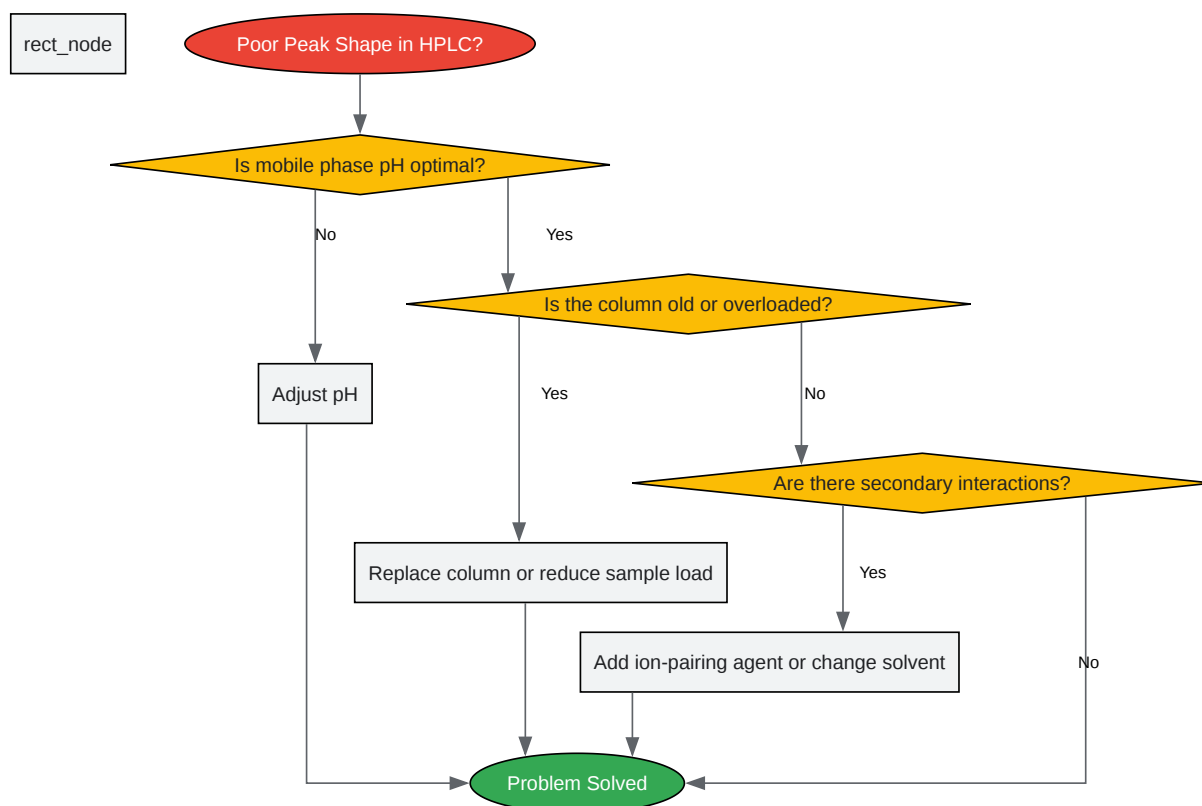 rect_node
Poor Peak Shape in HPLC?
Is mobile phase pH optimal?
No
Yes
Is the column old or overloaded?
Adjust pH
Yes
No
Are there secondary interactions?
Replace column or reduce sample load
Yes
Add ion-pairing agent or change solvent
No
Problem Solved